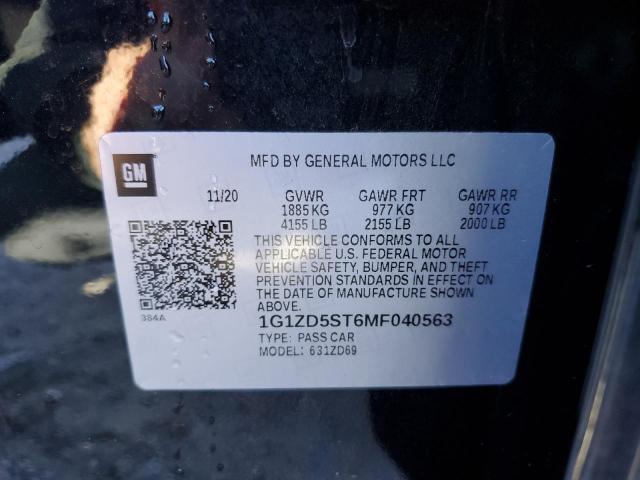 GM
MFD BY GENERAL MOTORS LLC
11/20 GVWR GAWR FRT GAWR RR
1885 KG 977 KG 907 KG
4155 LB 2155 LB 2000 LB
THIS VEHICLE CONFORMS TO ALL
APPLICABLE U.S. FEDERAL MOTOR
VEHICLE SAFETY, BUMPER, AND THEFT
PREVENTION STANDARDS IN EFFECT ON
THE DATE OF MANUFACTURE SHOWN
ABOVE.
384A
1G1ZD5ST6MF040563
TYPE: PASS CAR
MODEL: 631ZD69